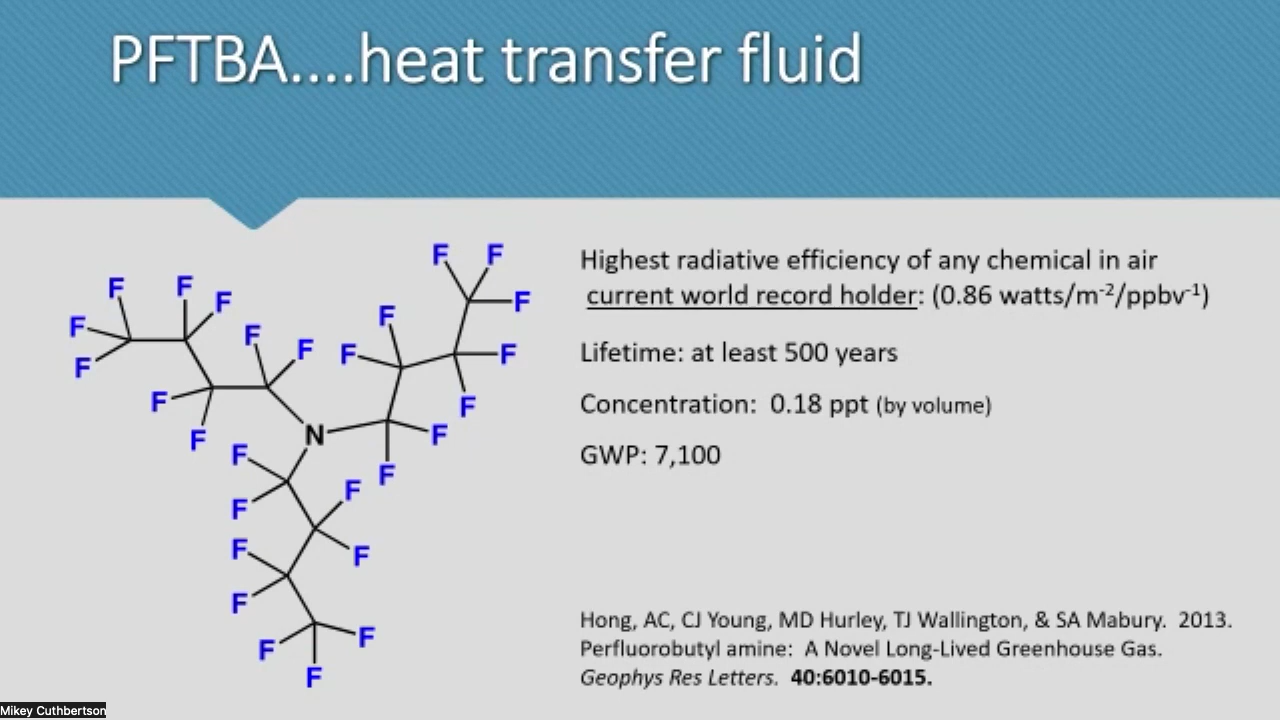 PFTBA....heat transfer fluid
F F
F F F F
F F F F
F F F F F
F F F
F N F
F F
F F
F F
F F
F F
F
Highest radiative efficiency of any chemical in air
current world record holder: (0.86 watts/m-2/ppbv-1)
Lifetime: at least 500 years
Concentration: 0.18 ppt (by volume)
GWP: 7,100
Hong, AC, CJ Young, MD Hurley, TJ Wallington, & SA Mabury. 2013.
Perfluorobutyl amine: A Novel Long-Lived Greenhouse Gas.
Geophys Res Letters. 40:6010-6015.
Mikey Cuthbertson